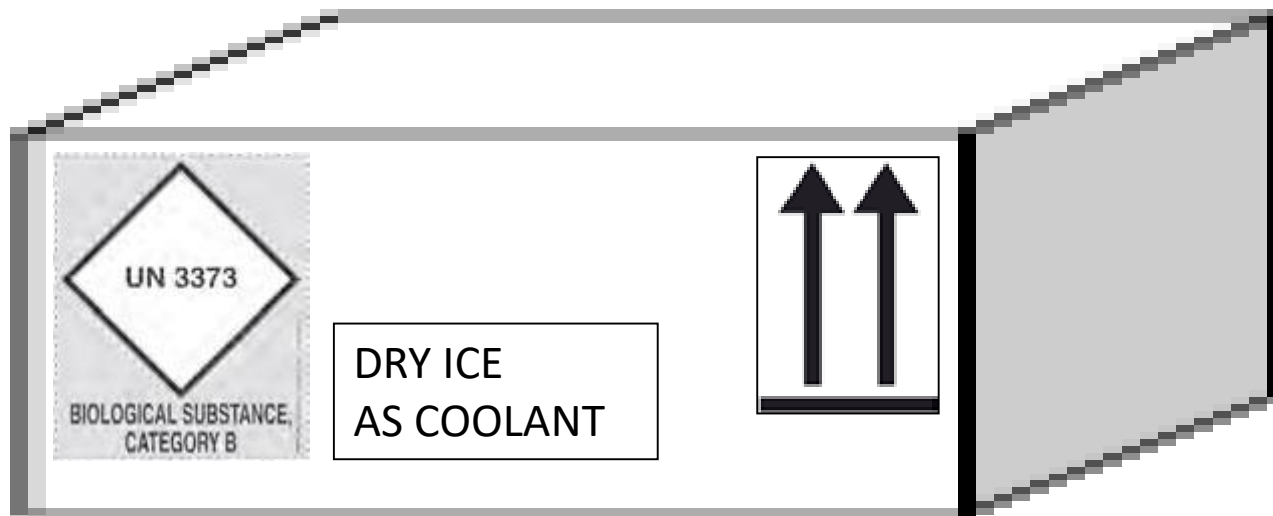 UN 3373
BIOLOGICAL SUBSTANCE,
CATEGORY B
DRY ICE
AS COOLANT